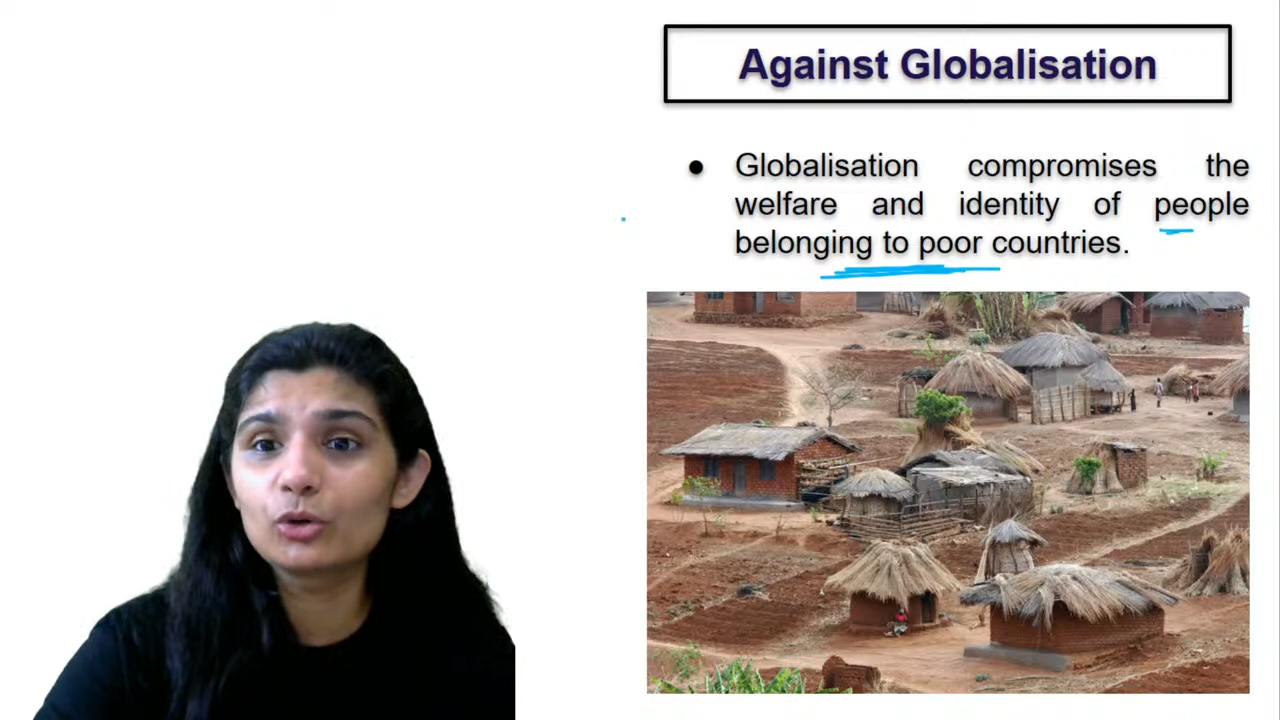 Against Globalisation
● Globalisation compromises the
welfare and identity of people
belonging to poor countries.